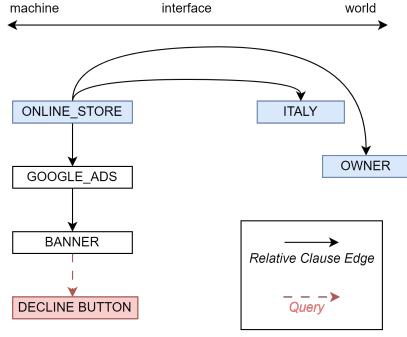 machine interface world
ONLINE_STORE ITALY
OWNER
GOOGLE_ADS
BANNER
DECLINE BUTTON
Relative Clause Edge
Query